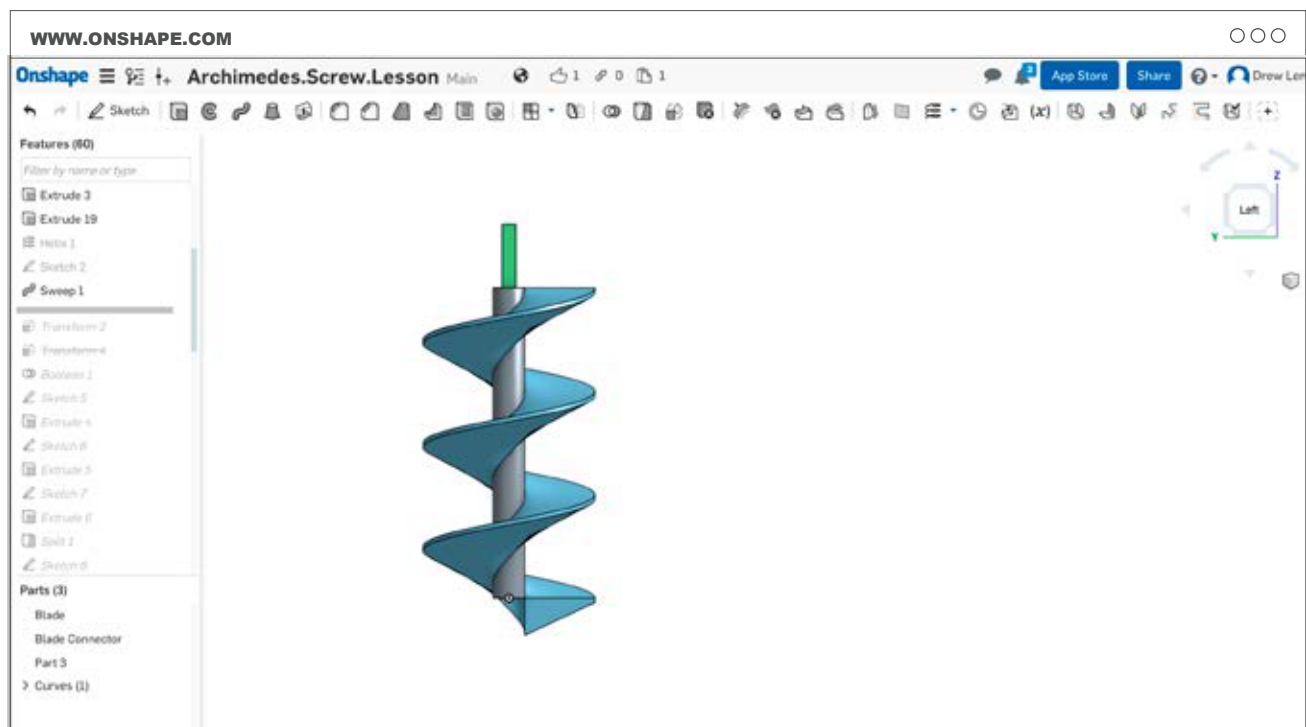 WWW.ONSHAPE.COM
Onshape Archimedes.Screw.Lesson Main 1 0 1 App Store Share Drew Ler
Sketch (x)
Features (60)
Filter by name or type
Extrude 3
Extrude 19
Helix 1
Sketch 2
Sweep 1
Transform 2
Transform 4
Boolean 1
Sketch 5
Extrude 4
Sketch 6
Extrude 5
Sketch 7
Extrude 6
Split 1
Sketch 8
Parts (3)
Blade
Blade Connector
Part 3
Curves (1)
Z
Left
Y